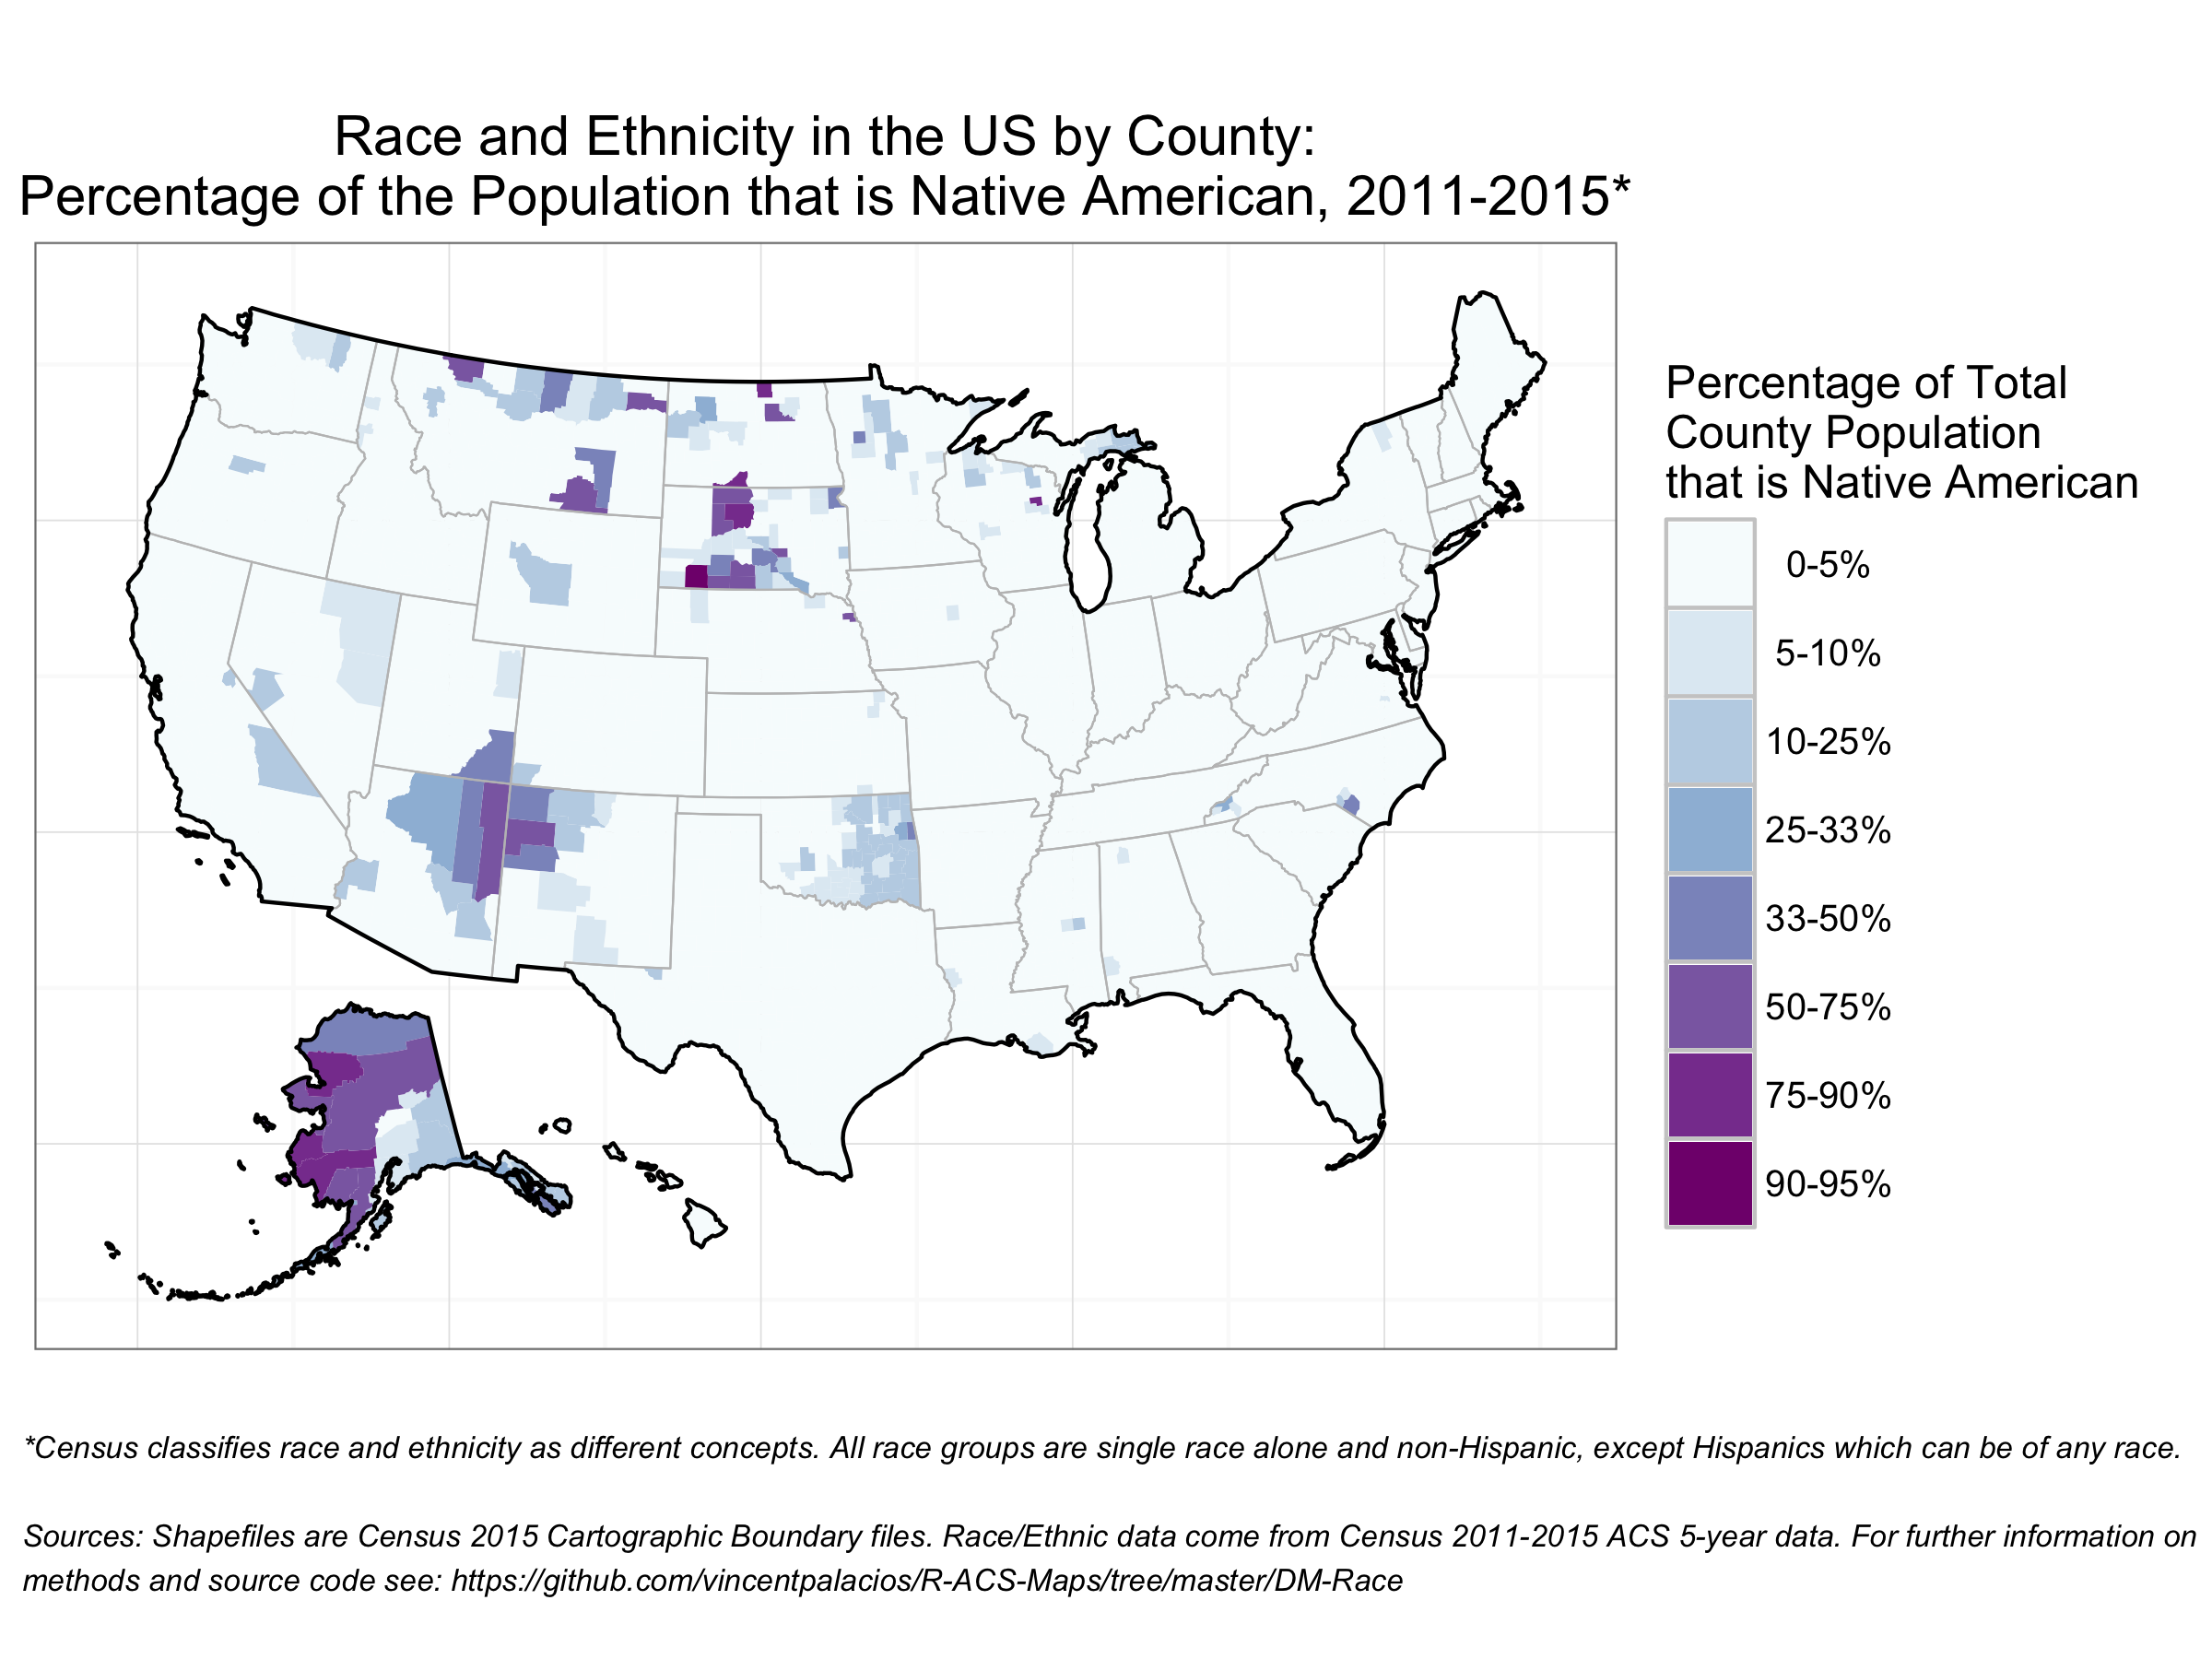 Race and Ethnicity in the US by County:
Percentage of the Population that is Native American, 2011-2015*
Percentage of Total
County Population
that is Native American
0-5%
5-10%
10-25%
25-33%
33-50%
50-75%
75-90%
90-95%
*Census classifies race and ethnicity as different concepts. All race groups are single race alone and non-Hispanic, except Hispanics which can be of any race.
Sources: Shapefiles are Census 2015 Cartographic Boundary files. Race/Ethnic data come from Census 2011-2015 ACS 5-year data. For further information on
methods and source code see: https://github.com/vincentpalacios/R-ACS-Maps/tree/master/DM-Race